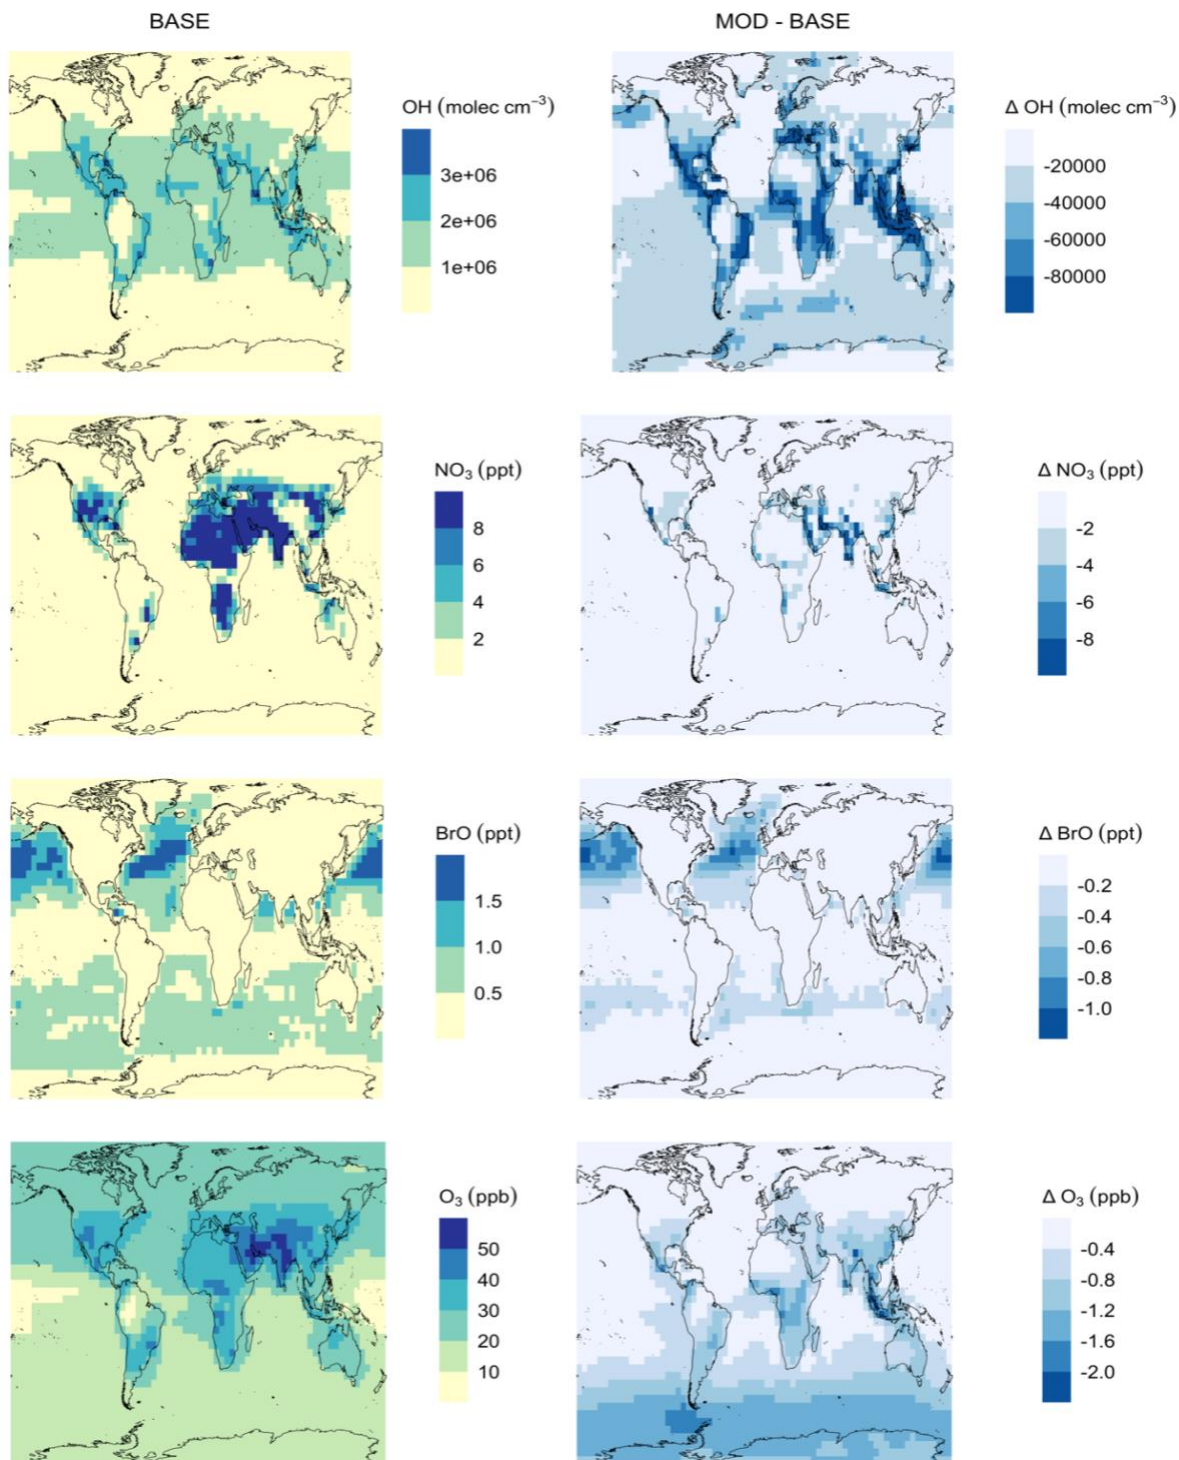 BASE
MOD - BASE
OH (molec cm⁻³)
3e+06
2e+06
1e+06
Δ OH (molec cm⁻³)
-20000
-40000
-60000
-80000
NO₃ (ppt)
8
6
4
2
Δ NO₃ (ppt)
-2
-4
-6
-8
BrO (ppt)
1.5
1.0
0.5
Δ BrO (ppt)
-0.2
-0.4
-0.6
-0.8
-1.0
O₃ (ppb)
50
40
30
20
10
Δ O₃ (ppb)
-0.4
-0.8
-1.2
-1.6
-2.0